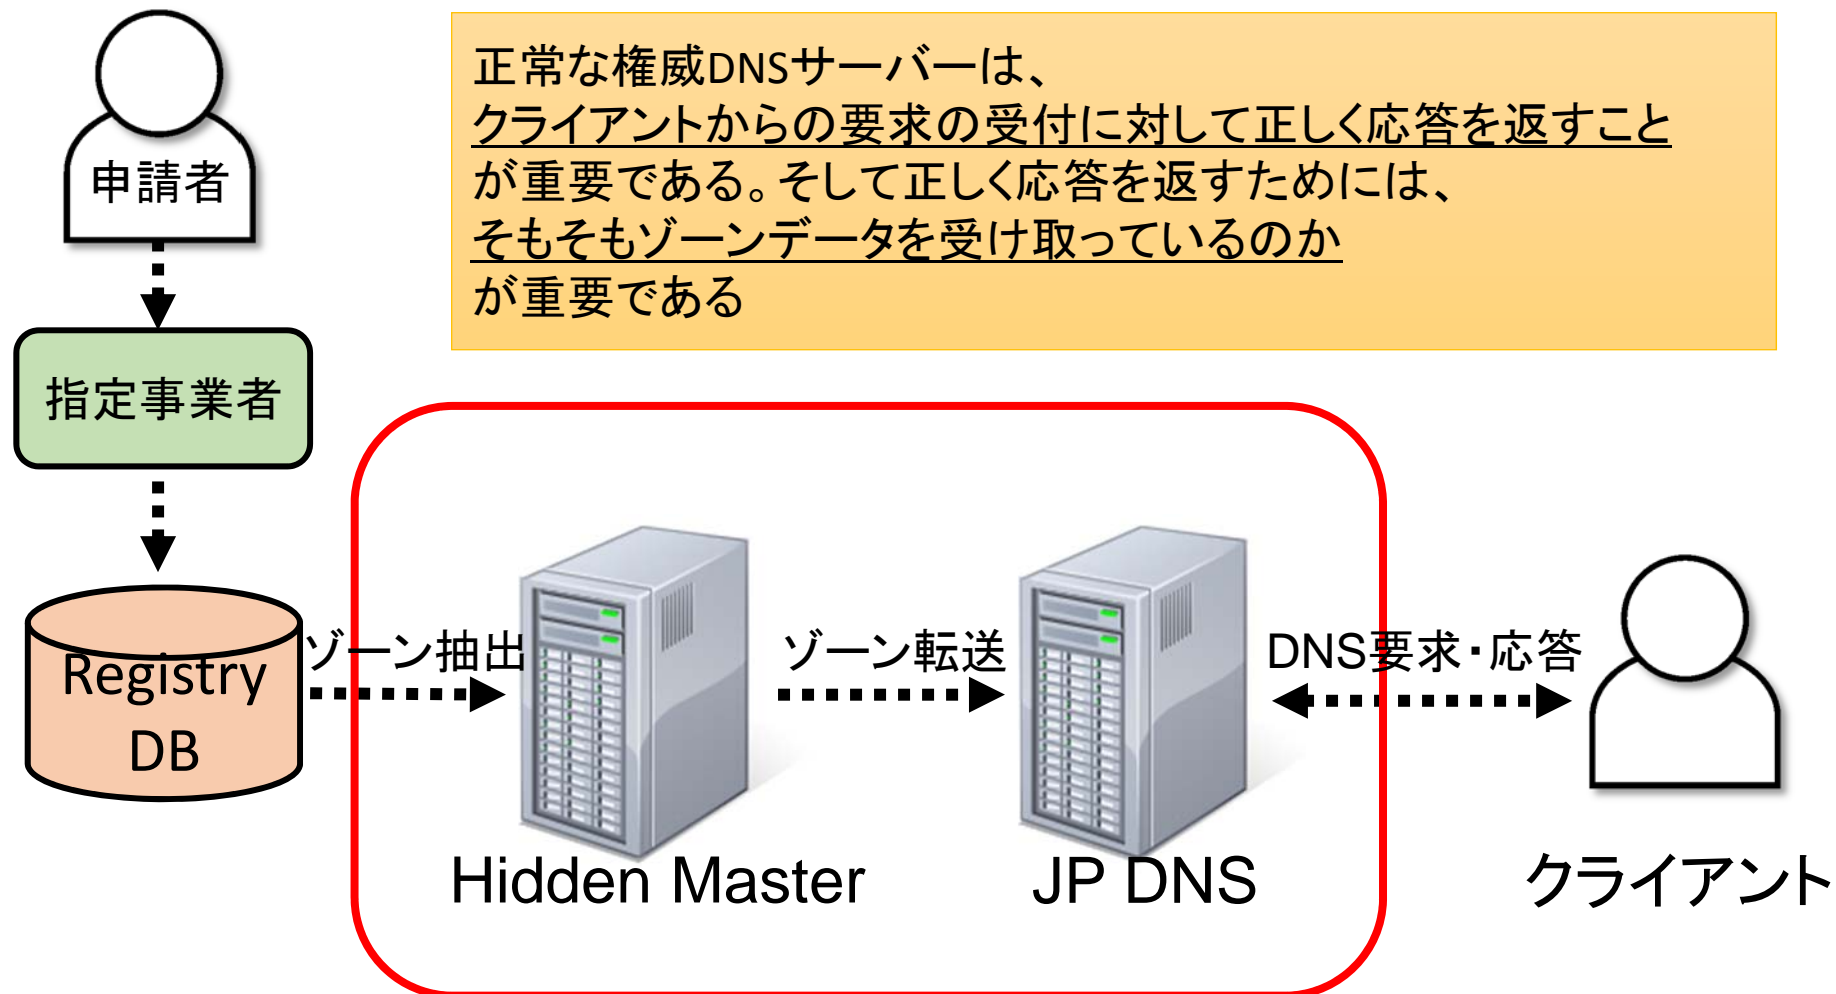 正常な権威DNSサーバーは、
クライアントからの要求の受付に対して正しく応答を返すこと
が重要である。そして正しく応答を返すためには、
そもそもゾーンデータを受け取っているのか
が重要である
申請者
指定事業者
Registry
DB
ゾーン抽出
ゾーン転送
DNS要求・応答
Hidden Master
JP DNS
クライアント